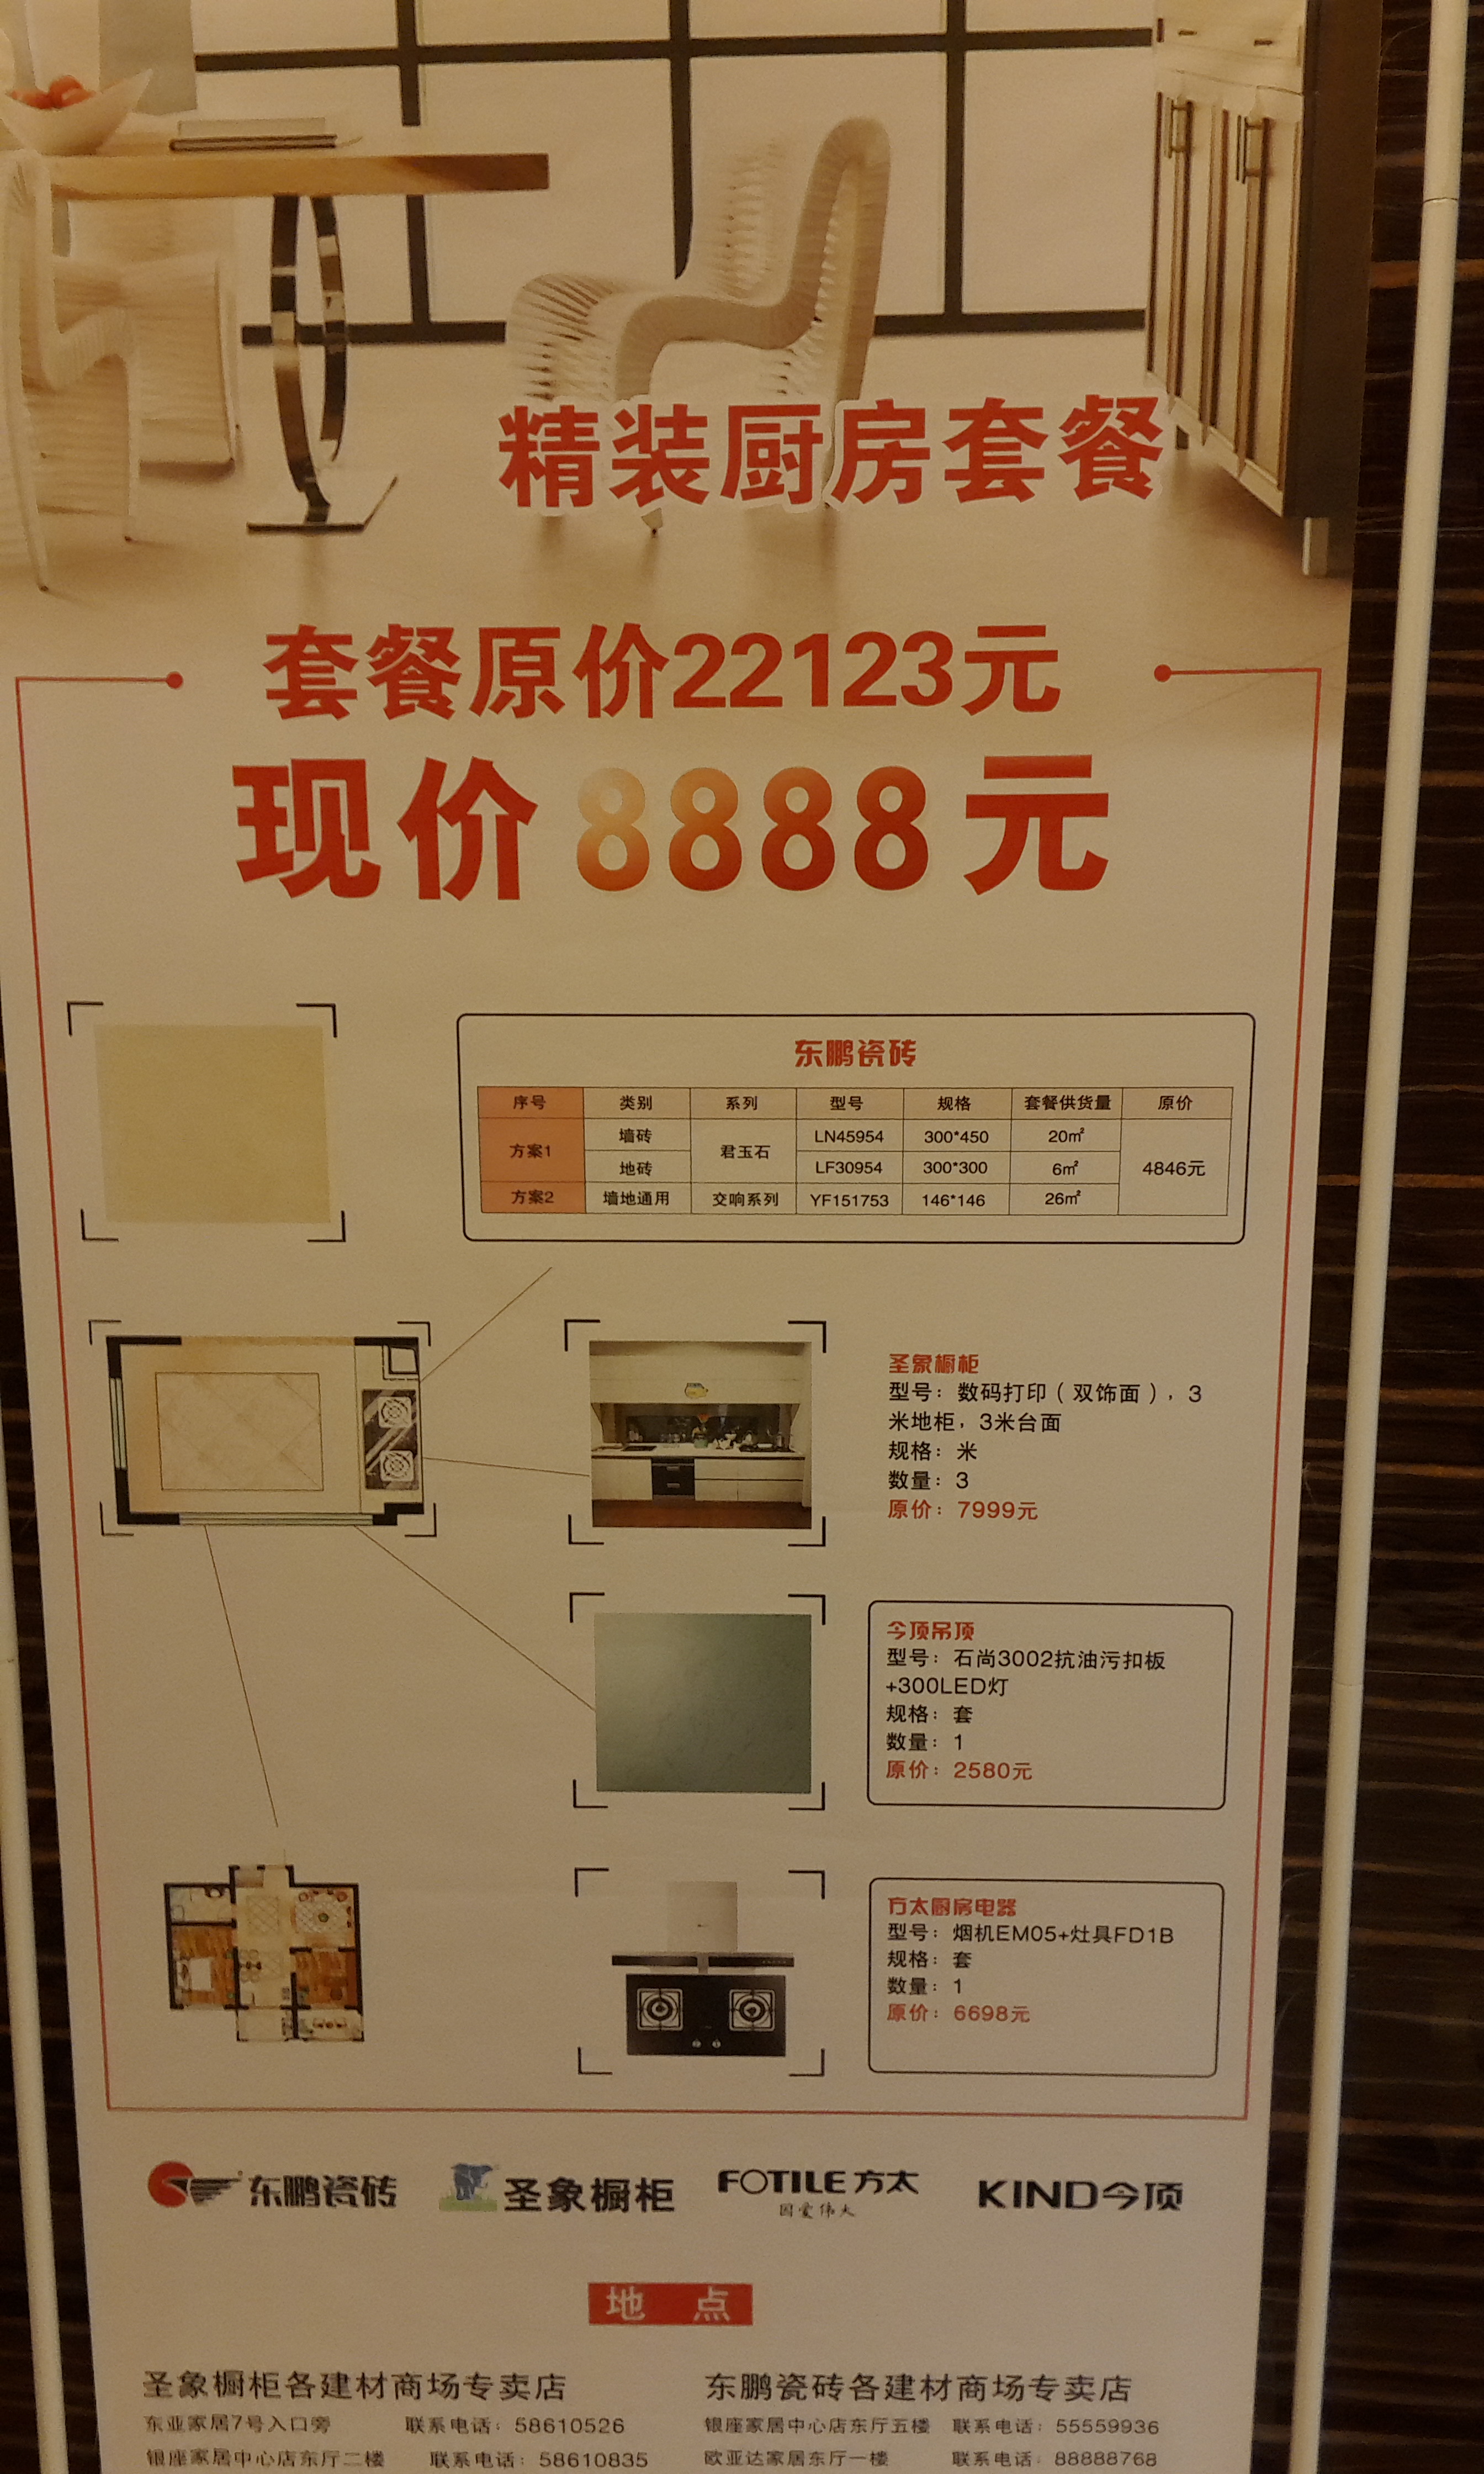 精装厨房套餐
套餐原价22123元
现价8888元
东鹏瓷砖
序号 类别 系列 型号 规格 套餐供货量 原价
方案1 墙砖 君玉石 LN45954 300*450 20㎡ 4846元
地砖 LF30954 300*300 6㎡
方案2 墙地通用 交响系列 YF151753 146*146 26㎡
圣象橱柜
型号：数码打印（双饰面），3
米地柜，3米台面
规格：米
数量：3
原价：7999元
今顶吊顶
型号：石尚3002抗油污扣板
+300LED灯
规格：套
数量：1
原价：2580元
方太厨房电器
型号：烟机EM05+灶具FD1B
规格：套
数量：1
原价：6698元
东鹏瓷砖 圣象橱柜 FOTILE方太 KIND今顶
因爱伟大
地 点
圣象橱柜各建材商场专卖店
东亚家居7号入口旁 联系电话：58610526
银座家居中心店东厅二楼 联系电话：58610835
东鹏瓷砖各建材商场专卖店
银座家居中心店东厅五楼 联系电话：55559936
欧亚达家居东厅一楼 联系电话：88888768